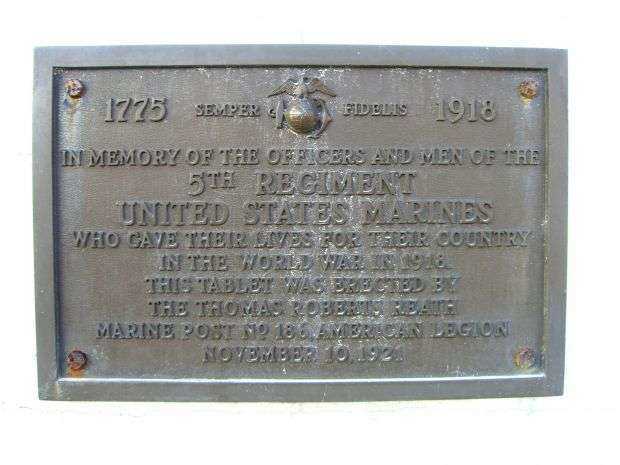 1775 SEMPER FIDELIS 1918
IN MEMORY OF THE OFFICERS AND MEN OF THE
5TH REGIMENT
UNITED STATES MARINES
WHO GAVE THEIR LIVES FOR THEIR COUNTRY
IN THE WORLD WAR IN 1918.
THIS TABLET WAS ERECTED BY
THE THOMAS ROBERTS REATH
MARINE POST NO 186, AMERICAN LEGION
NOVEMBER 10, 1921